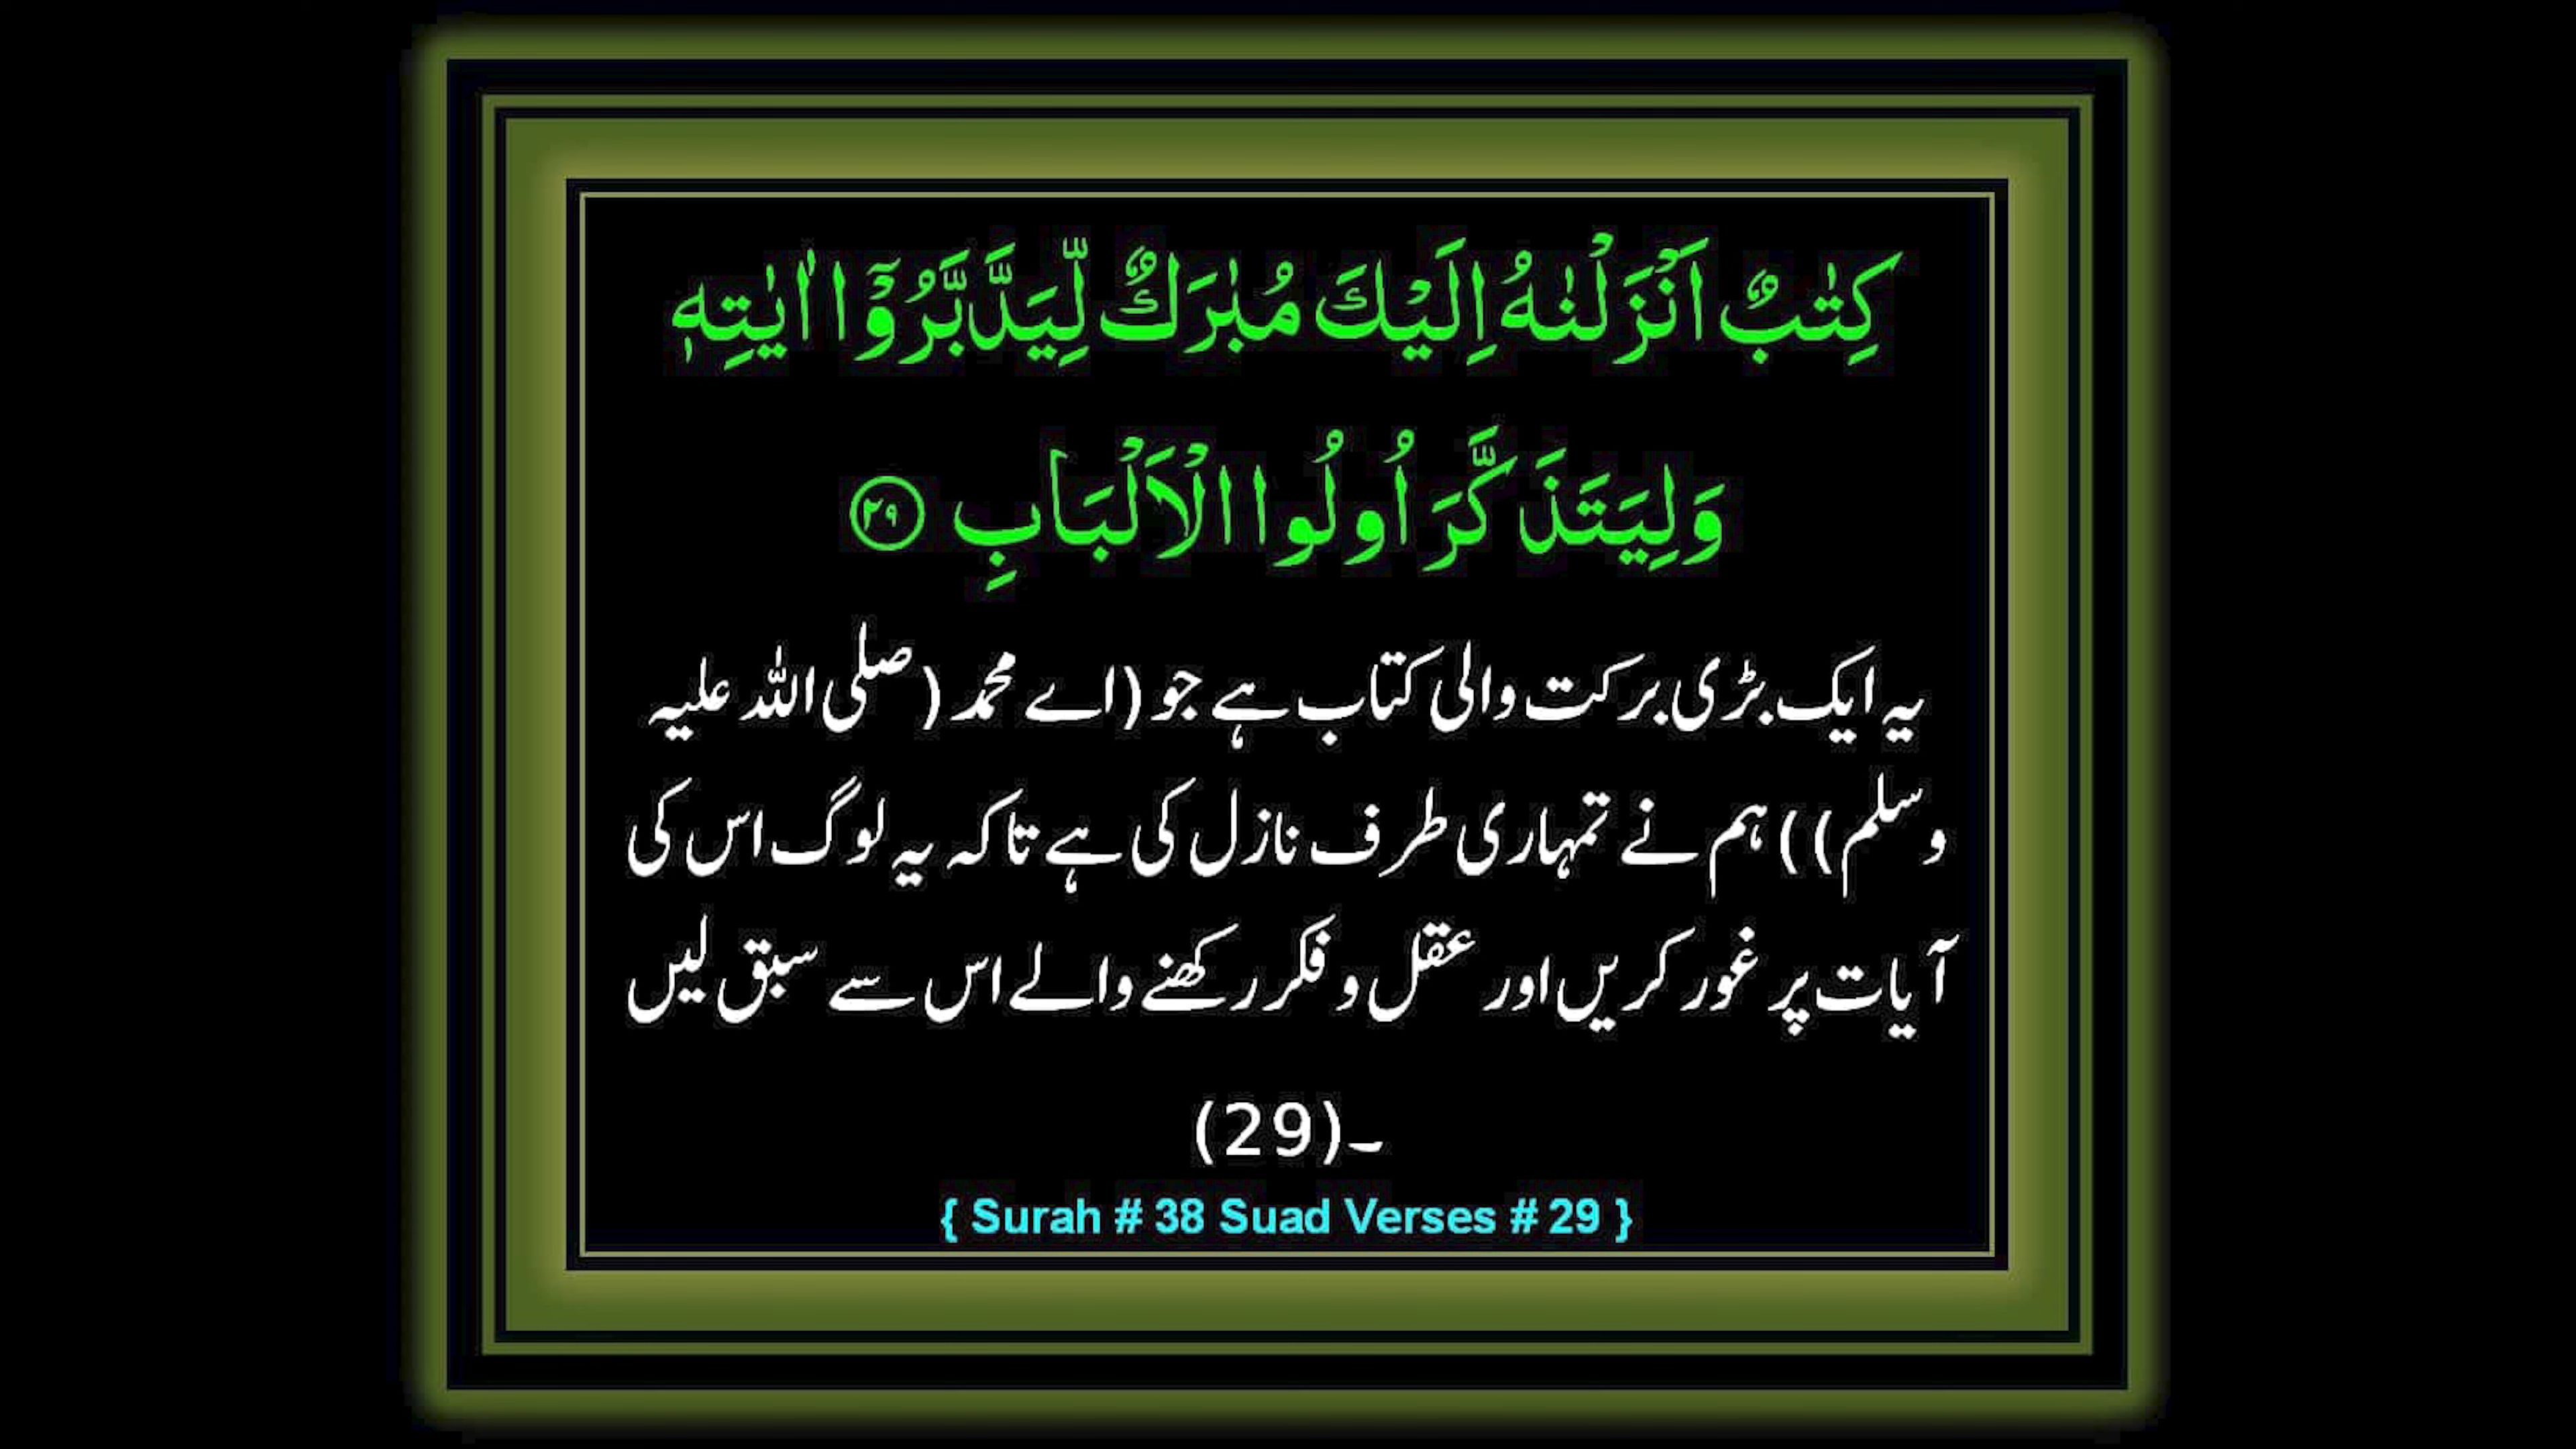 كِتٰبٌ اَنْزَلْنٰهُ اِلَيْكَ مُبٰرَكٌ لِّيَدَّبَّرُوْۤا اٰيٰتِهٖ
وَلِيَتَذَكَّرَ اُولُوا الْاَلْبَابِ ﴿۲۹﴾
یہ ایک بڑی برکت والی کتاب ہے جو (اے محمد (صلی اللہ علیہ
وسلم)) ہم نے تمہاری طرف نازل کی ہے تاکہ یہ لوگ اس کی
آیات پر غور کریں اور عقل و فکر رکھنے والے اس سے سبق لیں
۔(29)
{ Surah # 38 Suad Verses # 29 }